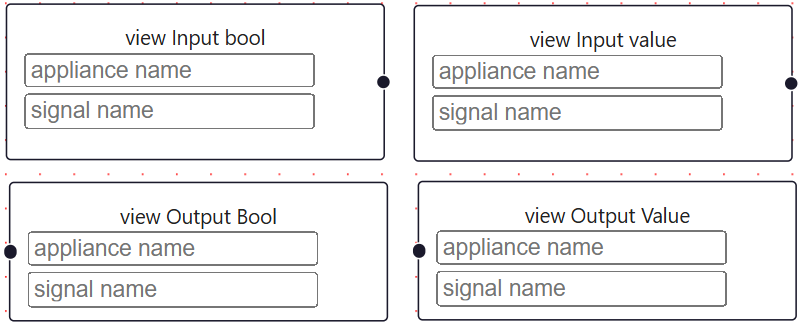 view Input bool
appliance name
signal name
view Input value
appliance name
signal name
view Output Bool
appliance name
signal name
view Output Value
appliance name
signal name